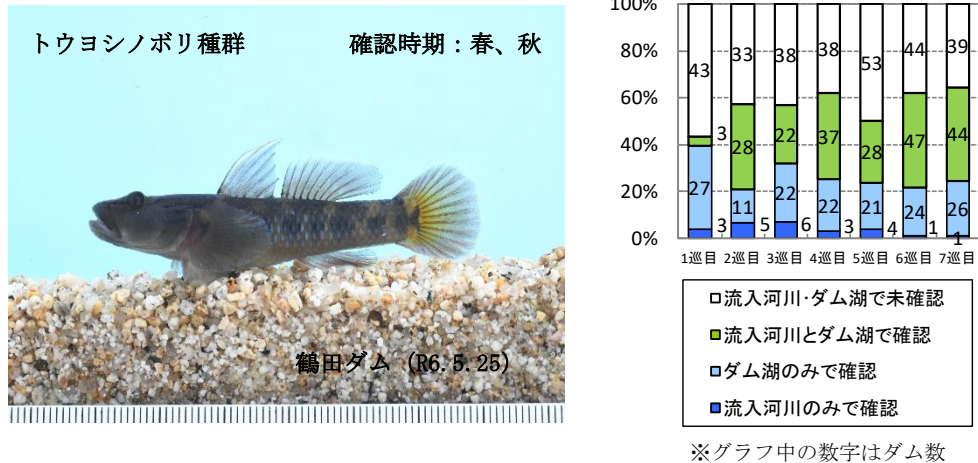 トウヨシノボリ種群 確認時期：春、秋
鶴田ダム (R6.5.25)
100%
80%
60%
40%
20%
0%
43 33 38 38 53 44 39
3 28 22 37 28 47 44
27 11 22 22 21 24 26
3 5 6 3 4 1 1
1巡目 2巡目 3巡目 4巡目 5巡目 6巡目 7巡目
流入河川･ダム湖で未確認
流入河川とダム湖で確認
ダム湖のみで確認
流入河川のみで確認
※グラフ中の数字はダム数